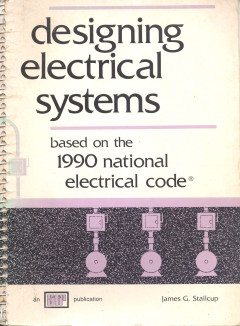 designing
electrical
systems
based on the
1990 national
electrical code®
an
publication
James G. Stallcup